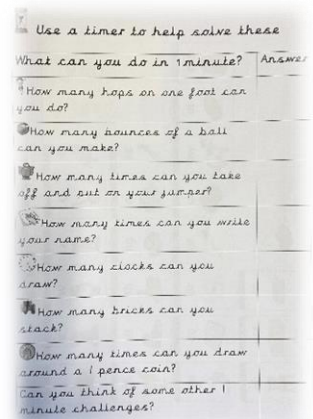 Use a timer to help solve these
What can you do in 1 minute? Answer
How many hops on one foot can
you do?
How many bounces of a ball
can you make?
How many times can you take
off and put on your jumper?
How many times can you write
your name?
How many clocks can you
draw?
How many bricks can you
stack?
How many times can you draw
around a 1 pence coin?
Can you think of some other 1
minute challenges?